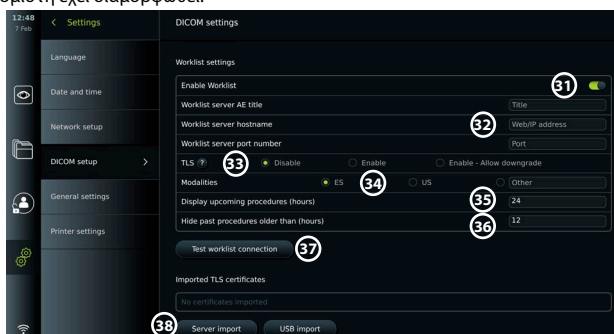 έχει διαμορφωθεί.
12:48
7 Feb
< Settings
DICOM settings
Language
Date and time
Network setup
DICOM setup >
General settings
Printer settings
Worklist settings
Enable Worklist 31
Worklist server AE title Title
Worklist server hostname 32 Web/IP address
Worklist server port number Port
TLS ? 33 Disable Enable Enable - Allow downgrade
Modalities ES 34 US Other
Display upcoming procedures (hours) 35 24
Hide past procedures older than (hours) 36 12
Test worklist connection 37
Imported TLS certificates
No certificates imported
38 Server import USB import